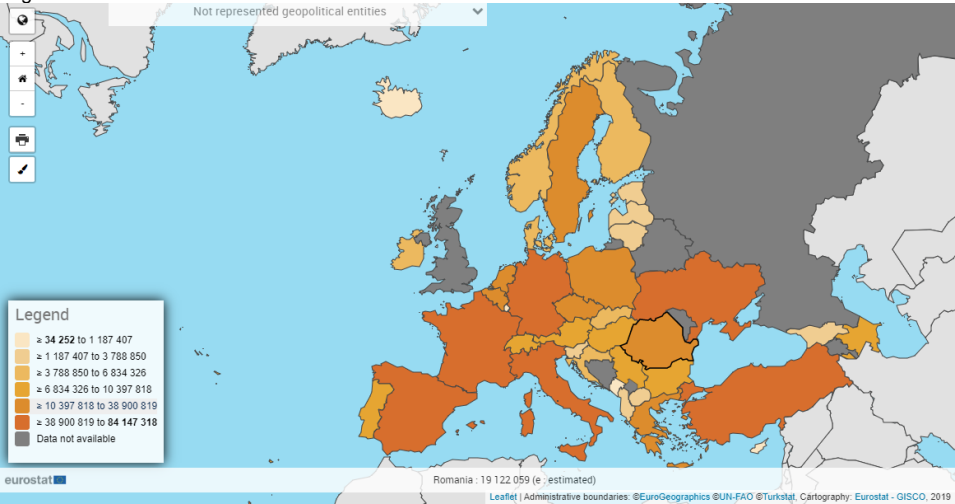 Not represented geopolitical entities
+
-
Legend
≥ 34 252 to 1 187 407
≥ 1 187 407 to 3 788 850
≥ 3 788 850 to 6 834 326
≥ 6 834 326 to 10 397 818
≥ 10 397 818 to 38 900 819
≥ 38 900 819 to 84 147 318
Data not available
eurostat
Romania : 19 122 059 (e : estimated)
Leaflet | Administrative boundaries: ©EuroGeographics ©UN-FAO ©Turkstat, Cartography: Eurostat - GISCO, 2019